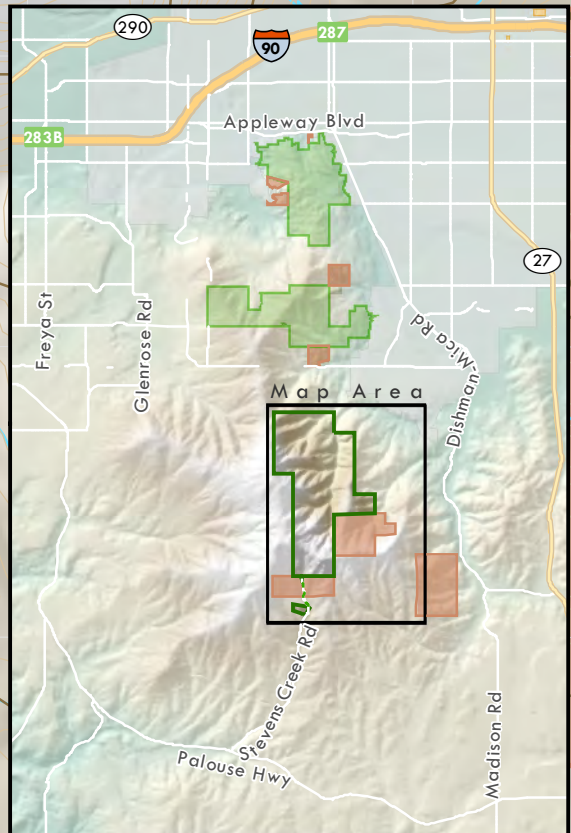 290
287
90
Appleway Blvd
283B
27
Freya St
Glenrose Rd
Dishman-Mica Rd
Map Area
Stevens Creek Rd
Madison Rd
Palouse Hwy